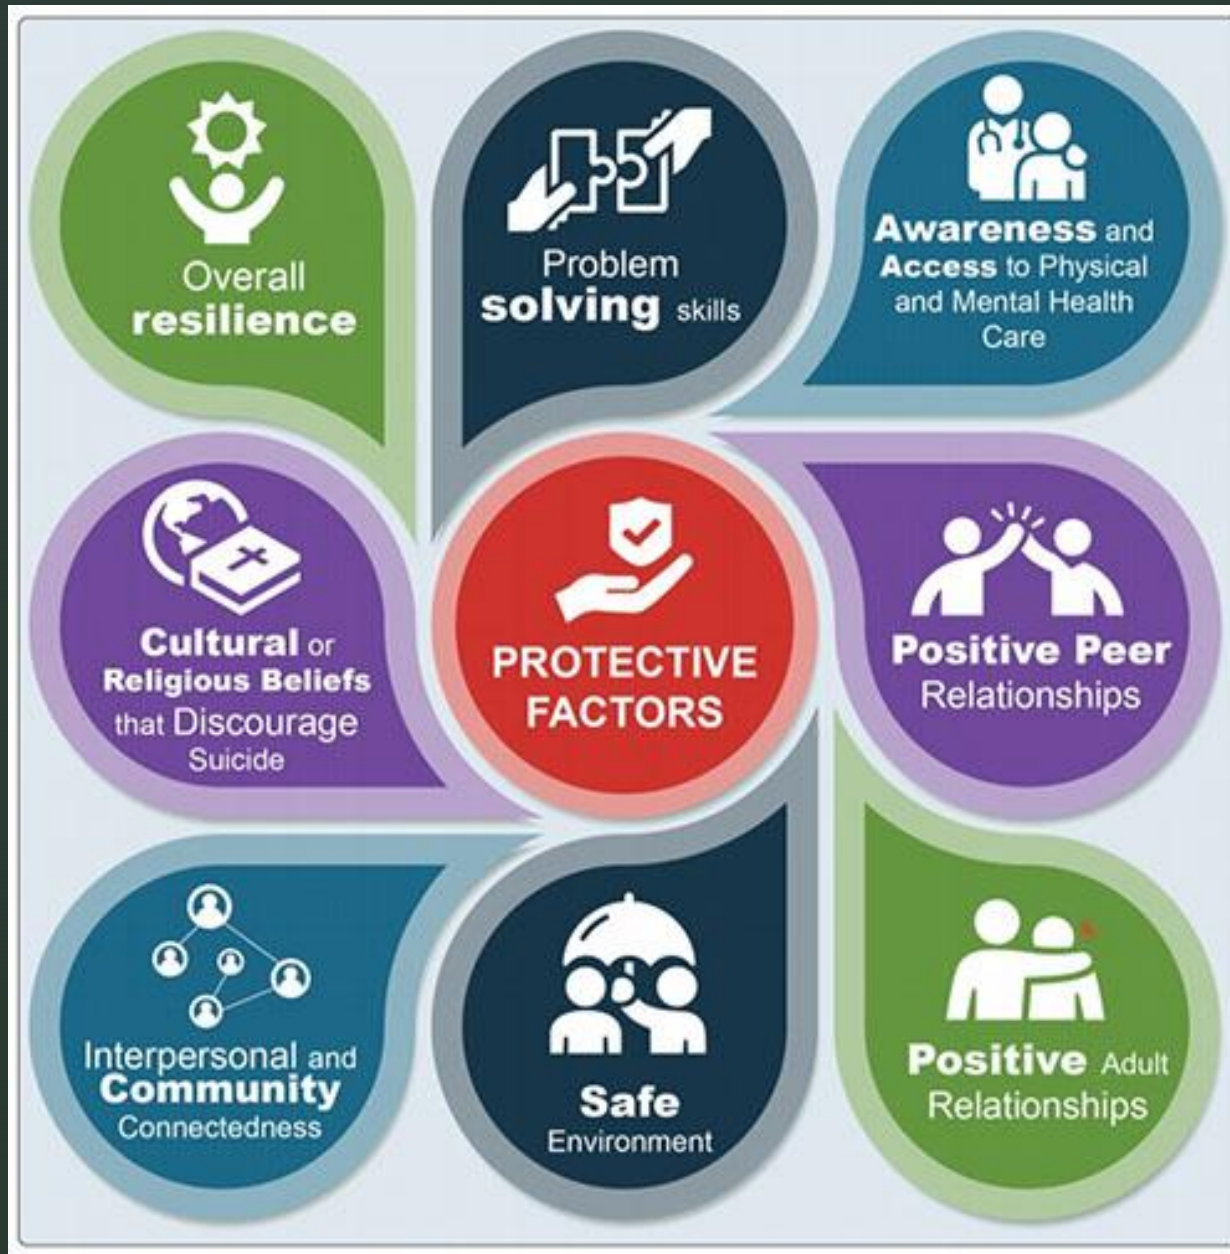 Overall
resilience
Problem
solving skills
Awareness and
Access to Physical
and Mental Health
Care
Cultural or
Religious Beliefs
that Discourage
Suicide
PROTECTIVE
FACTORS
Positive Peer
Relationships
Interpersonal and
Community
Connectedness
Safe
Environment
Positive Adult
Relationships